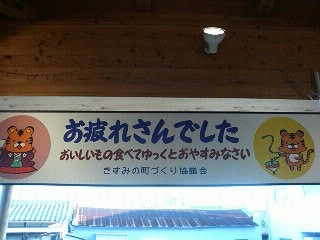 お疲れさんでした
おいしいもの食べてゆっくとおやすみなさい
きすみの町づくり協議会